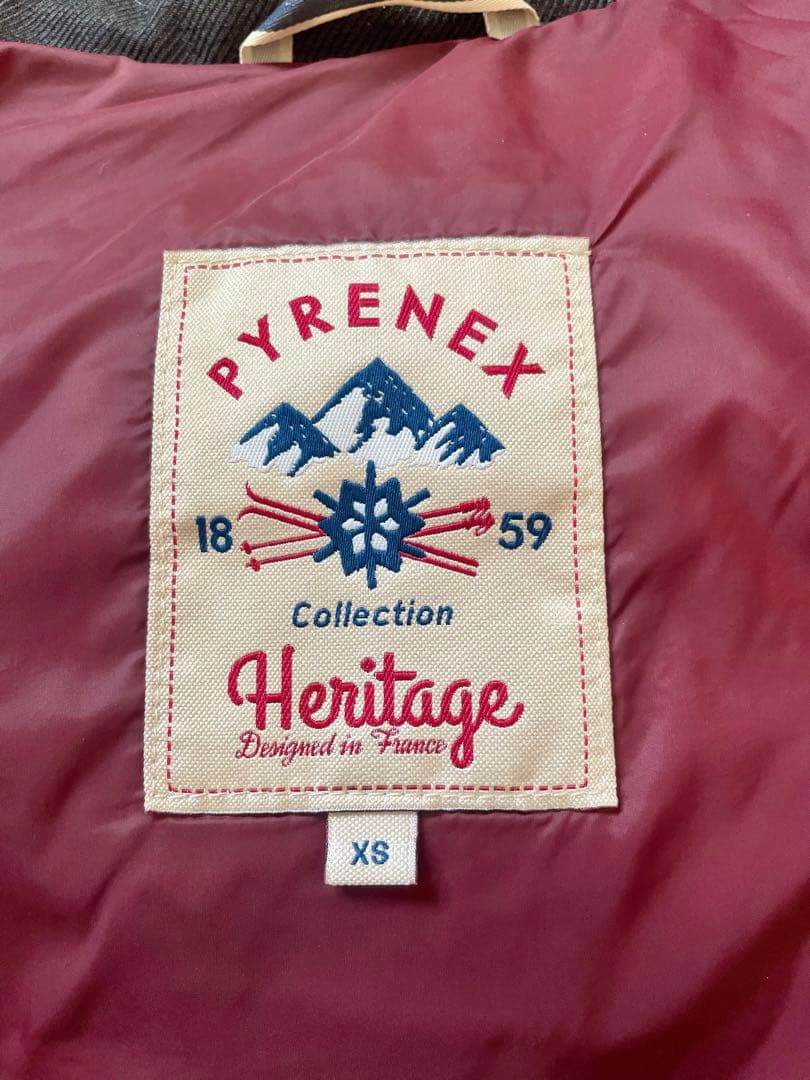 PYRENEX
18 59
Collection
Heritage
Designed in France
XS